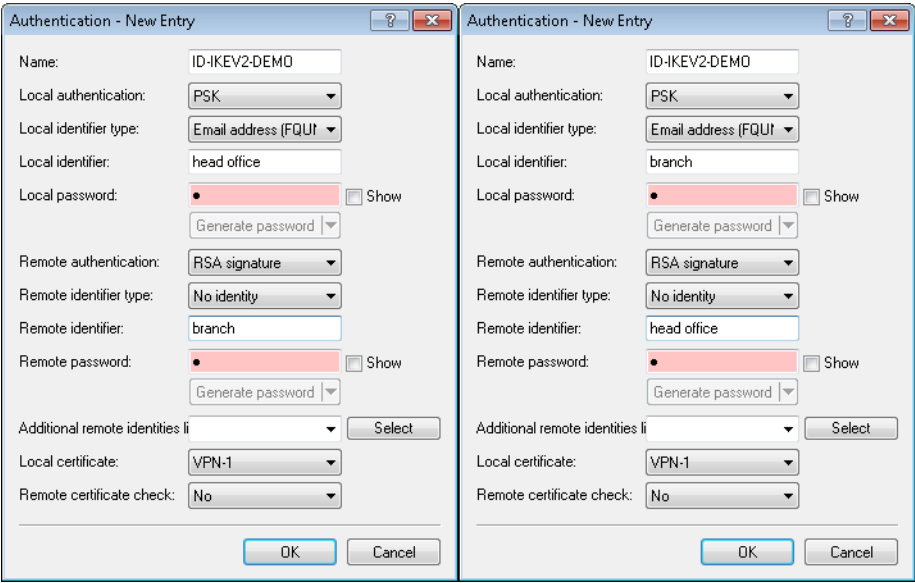 Authentication - New Entry
Name: ID-IKEV2-DEMO
Local authentication: PSK
Local identifier type: Email address (FQUI
Local identifier: head office
Local password: ● Show
Generate password
Remote authentication: RSA signature
Remote identifier type: No identity
Remote identifier: branch
Remote password: ● Show
Generate password
Additional remote identities li Select
Local certificate: VPN-1
Remote certificate check: No
OK Cancel
Authentication - New Entry
Name: ID-IKEV2-DEMO
Local authentication: PSK
Local identifier type: Email address (FQUI
Local identifier: branch
Local password: ● Show
Generate password
Remote authentication: RSA signature
Remote identifier type: No identity
Remote identifier: head office
Remote password: ● Show
Generate password
Additional remote identities li Select
Local certificate: VPN-1
Remote certificate check: No
OK Cancel